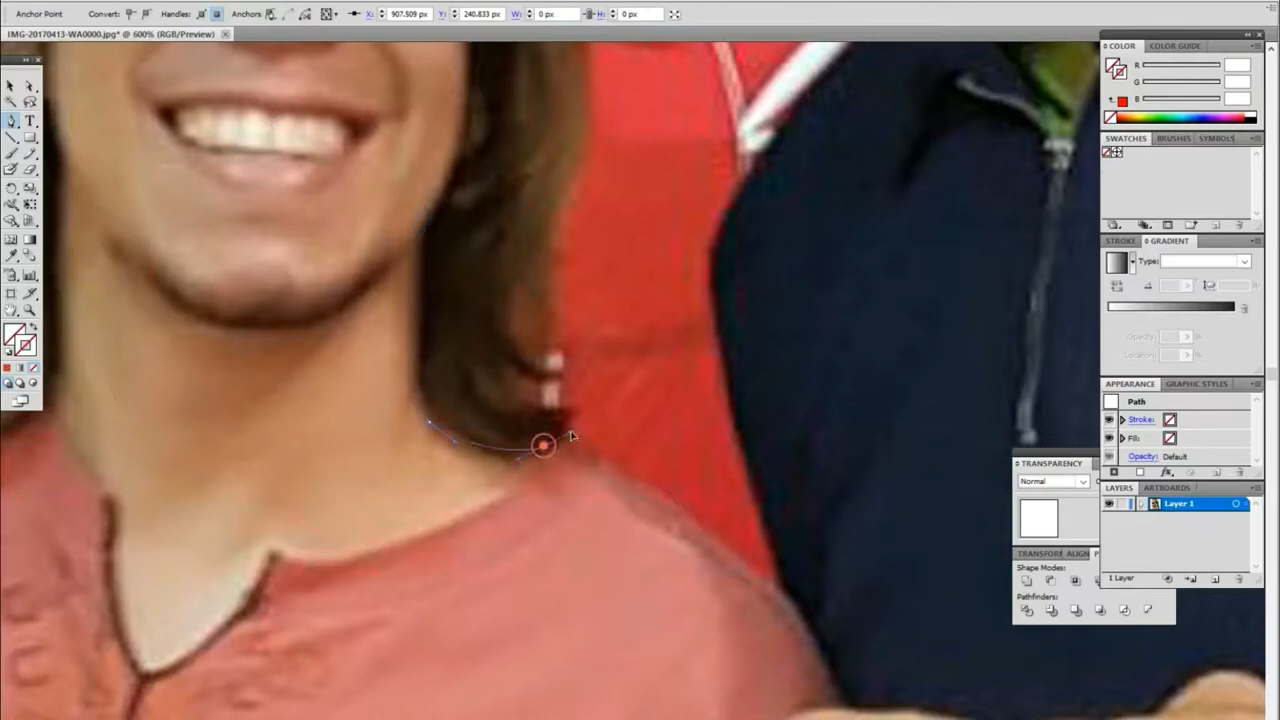 Anchor Point Convert: Handles: Anchors: X: 907.509 px Y: 240.833 px W: 0 px H: 0 px
IMG-20170413-WA0000.jpg* @ 600% (RGB/Preview)
COLOR COLOR GUIDE
R
G
B
SWATCHES BRUSHES SYMBOLS
STROKE GRADIENT
Type:
Opacity: %
Location: %
APPEARANCE GRAPHIC STYLES
Path
Stroke:
Fill:
Opacity: Default
fx
TRANSPARENCY
Normal
LAYERS ARTBOARDS
Layer 1
TRANSFORM ALIGN
Shape Modes:
1 Layer
Pathfinders: